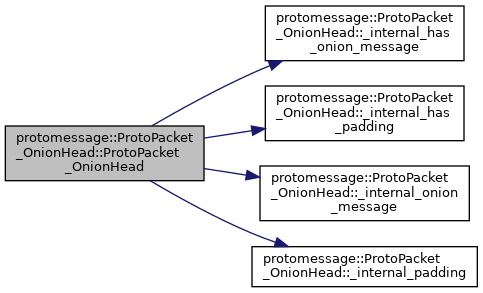 protomessage::ProtoPacket
_OnionHead::_internal_has
_onion_message
protomessage::ProtoPacket
_OnionHead::_internal_has
_padding
protomessage::ProtoPacket
_OnionHead::ProtoPacket
_OnionHead
protomessage::ProtoPacket
_OnionHead::_internal_onion
_message
protomessage::ProtoPacket
_OnionHead::_internal_padding